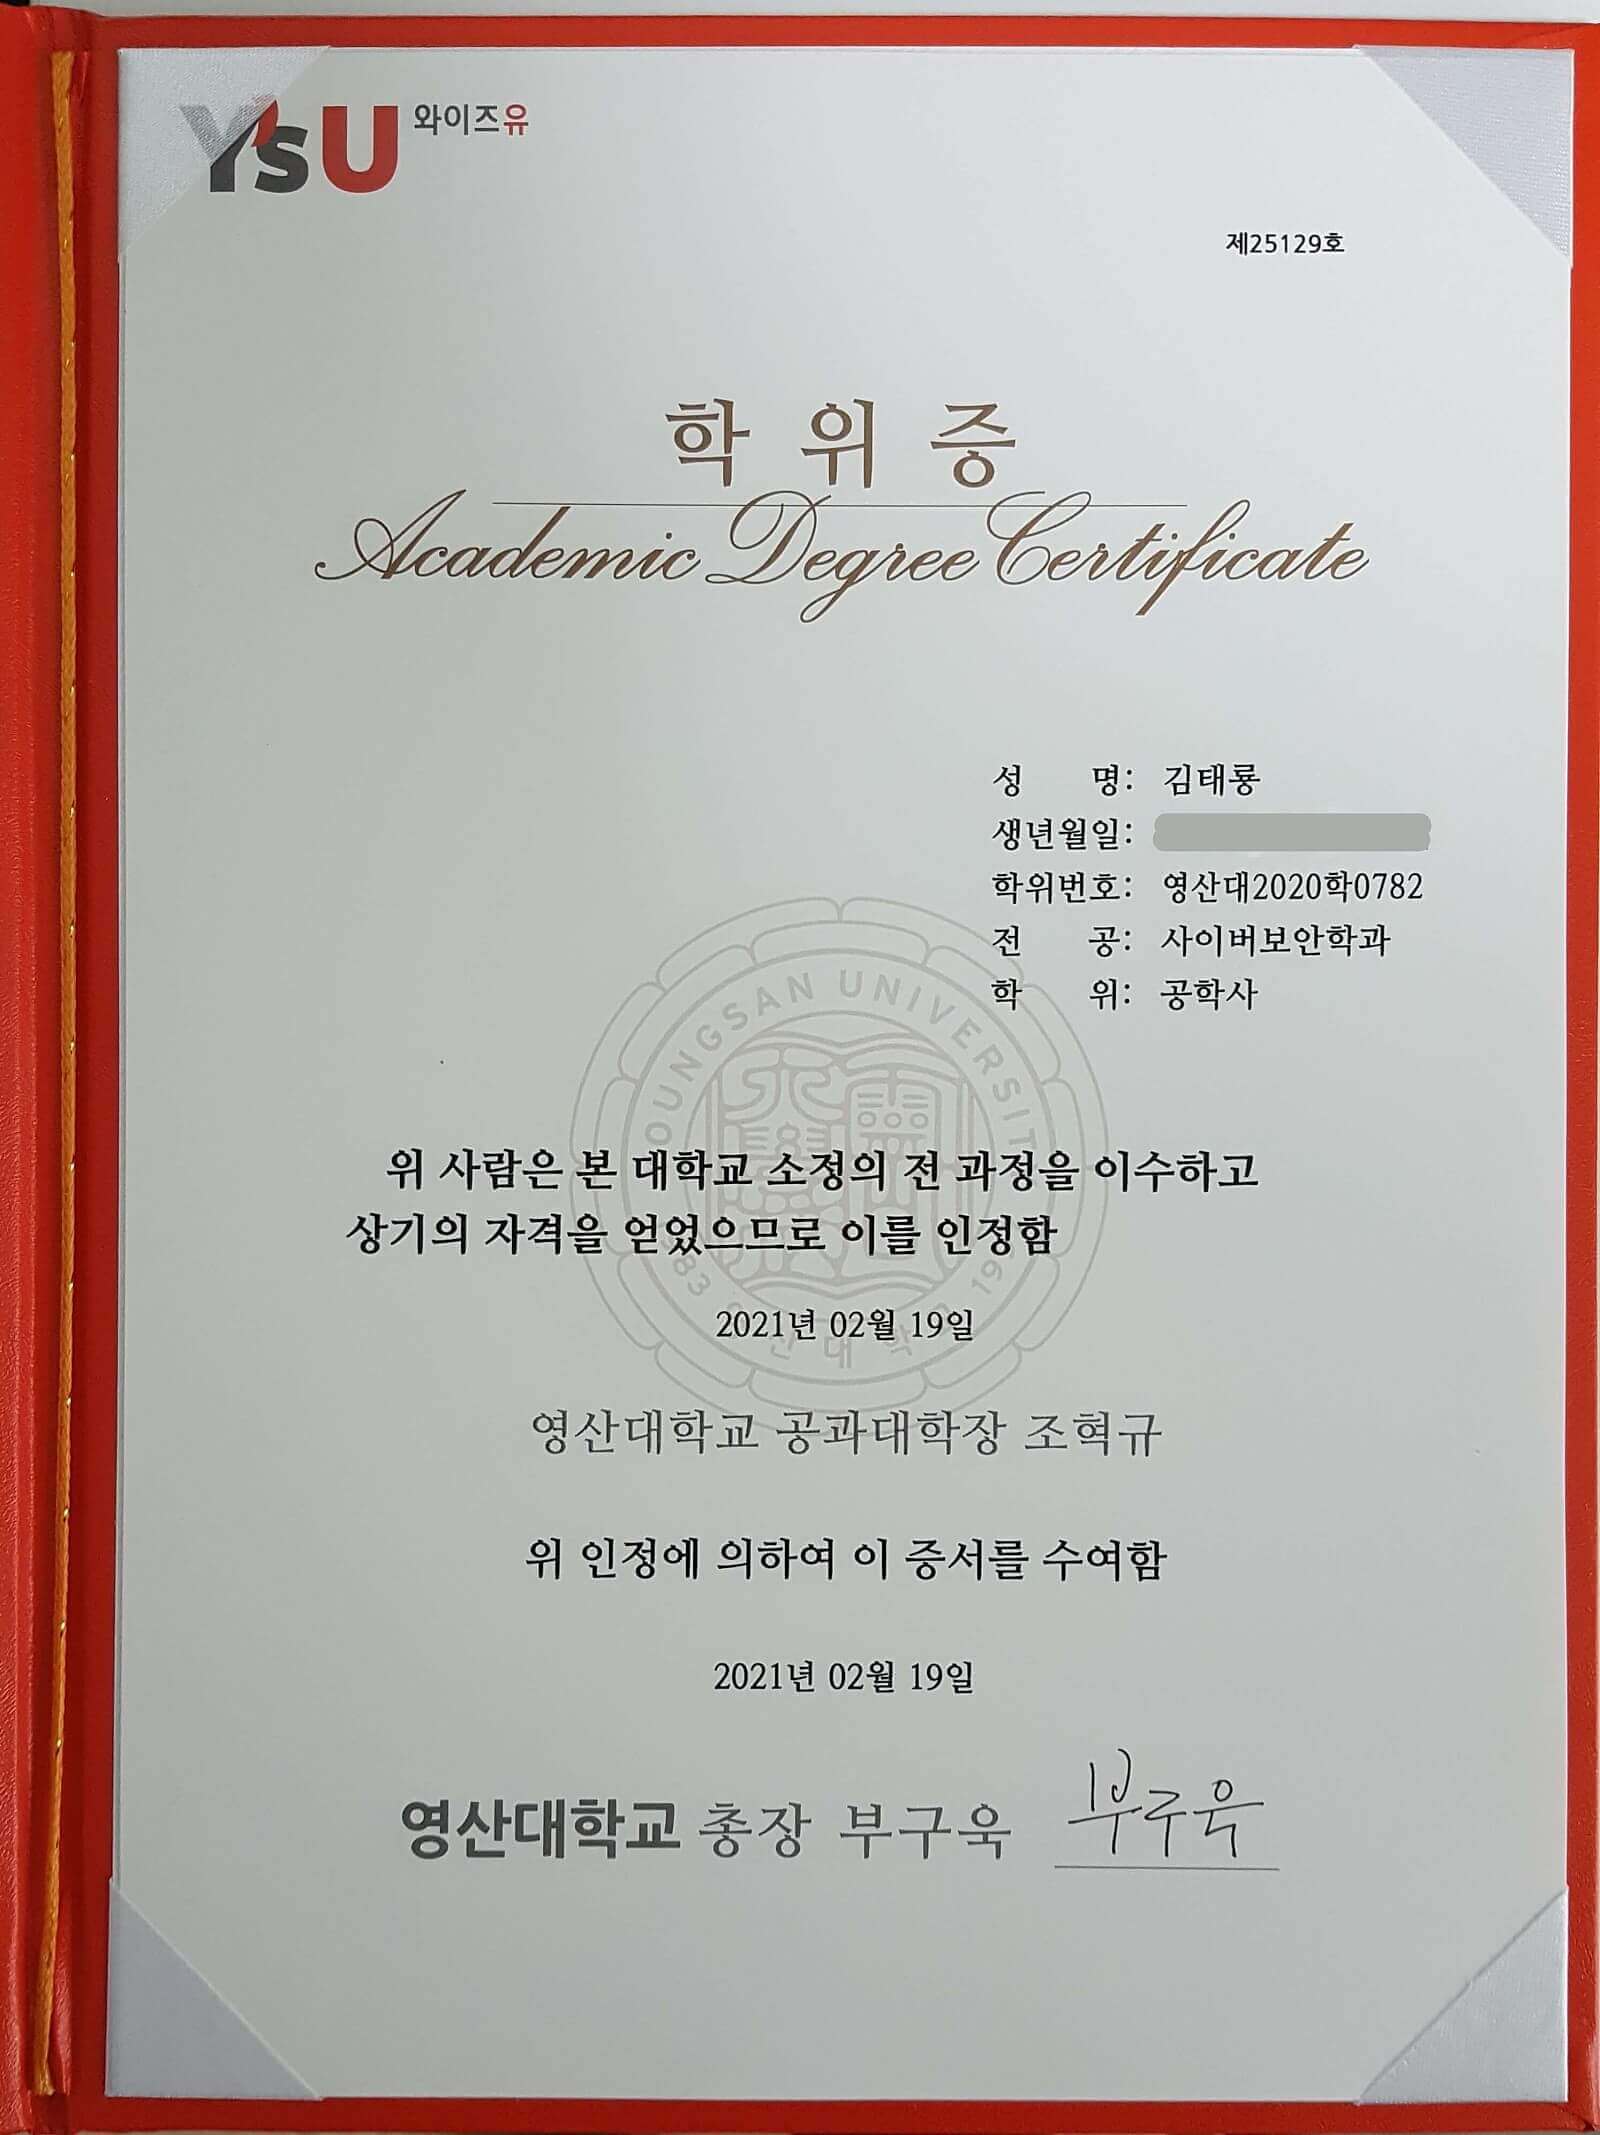 Y'sU 와이즈유
제25129호
학위증
Academic Degree Certificate
성 명: 김태룡
생년월일:
학위번호: 영산대2020학0782
전 공: 사이버보안학과
학 위: 공학사
YOUNGSAN UNIVERSITY
위 사람은 본 대학교 소정의 전 과정을 이수하고
상기의 자격을 얻었으므로 이를 인정함
2021년 02월 19일
영산대학교 공과대학장 조혁규
위 인정에 의하여 이 증서를 수여함
2021년 02월 19일
영산대학교 총장 부구욱 부구욱